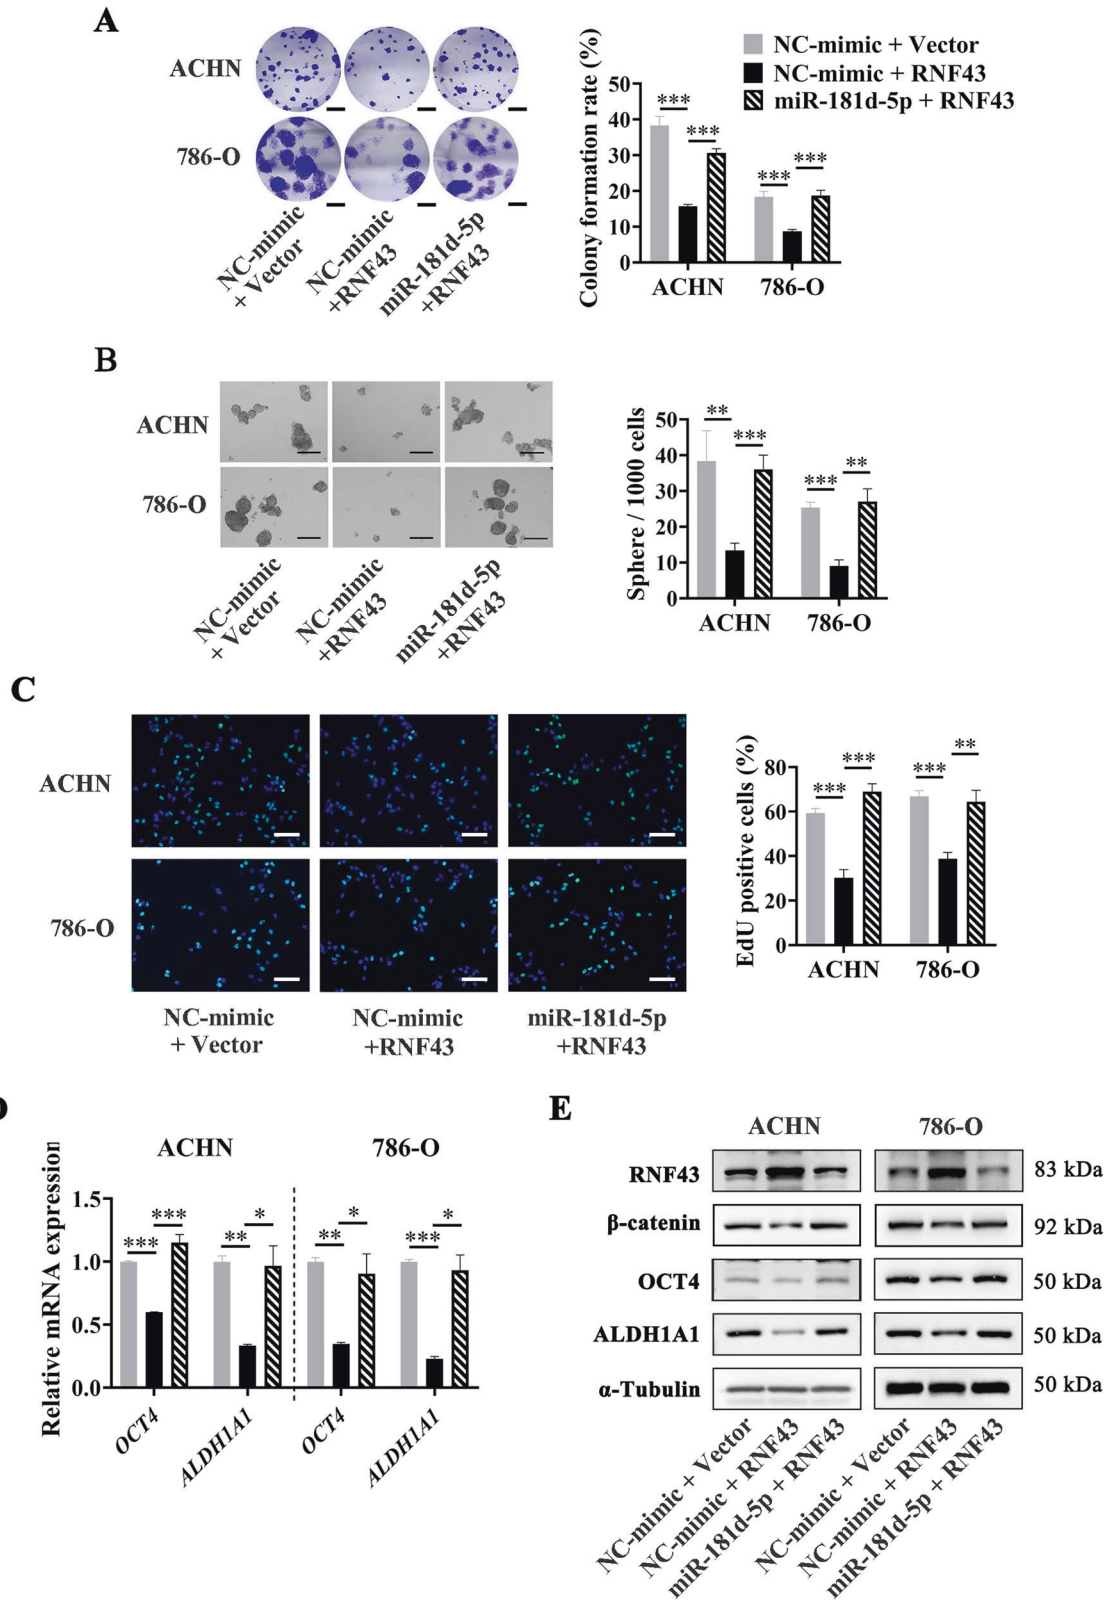 A
ACHN
786-O
NC-mimic
+ Vector
NC-mimic
+RNF43
miR-181d-5p
+RNF43
NC-mimic + Vector
NC-mimic + RNF43
miR-181d-5p + RNF43
Colony formation rate (%)
50
40
30
20
10
0
***
***
***
***
ACHN
786-O
B
ACHN
786-O
NC-mimic
+ Vector
NC-mimic
+RNF43
miR-181d-5p
+RNF43
Sphere / 1000 cells
50
40
30
20
10
0
**
***
***
**
ACHN
786-O
C
ACHN
786-O
NC-mimic
+ Vector
NC-mimic
+RNF43
miR-181d-5p
+RNF43
EdU positive cells (%)
80
60
40
20
0
***
***
***
**
ACHN
786-O
ACHN
786-O
Relative mRNA expression
1.5
1.0
0.5
0.0
***
***
**
*
**
*
***
*
OCT4
ALDH1A1
OCT4
ALDH1A1
E
ACHN
786-O
RNF43
83 kDa
β-catenin
92 kDa
OCT4
50 kDa
ALDH1A1
50 kDa
α-Tubulin
50 kDa
NC-mimic + Vector
NC-mimic + RNF43
miR-181d-5p + RNF43
NC-mimic + Vector
NC-mimic + RNF43
miR-181d-5p + RNF43